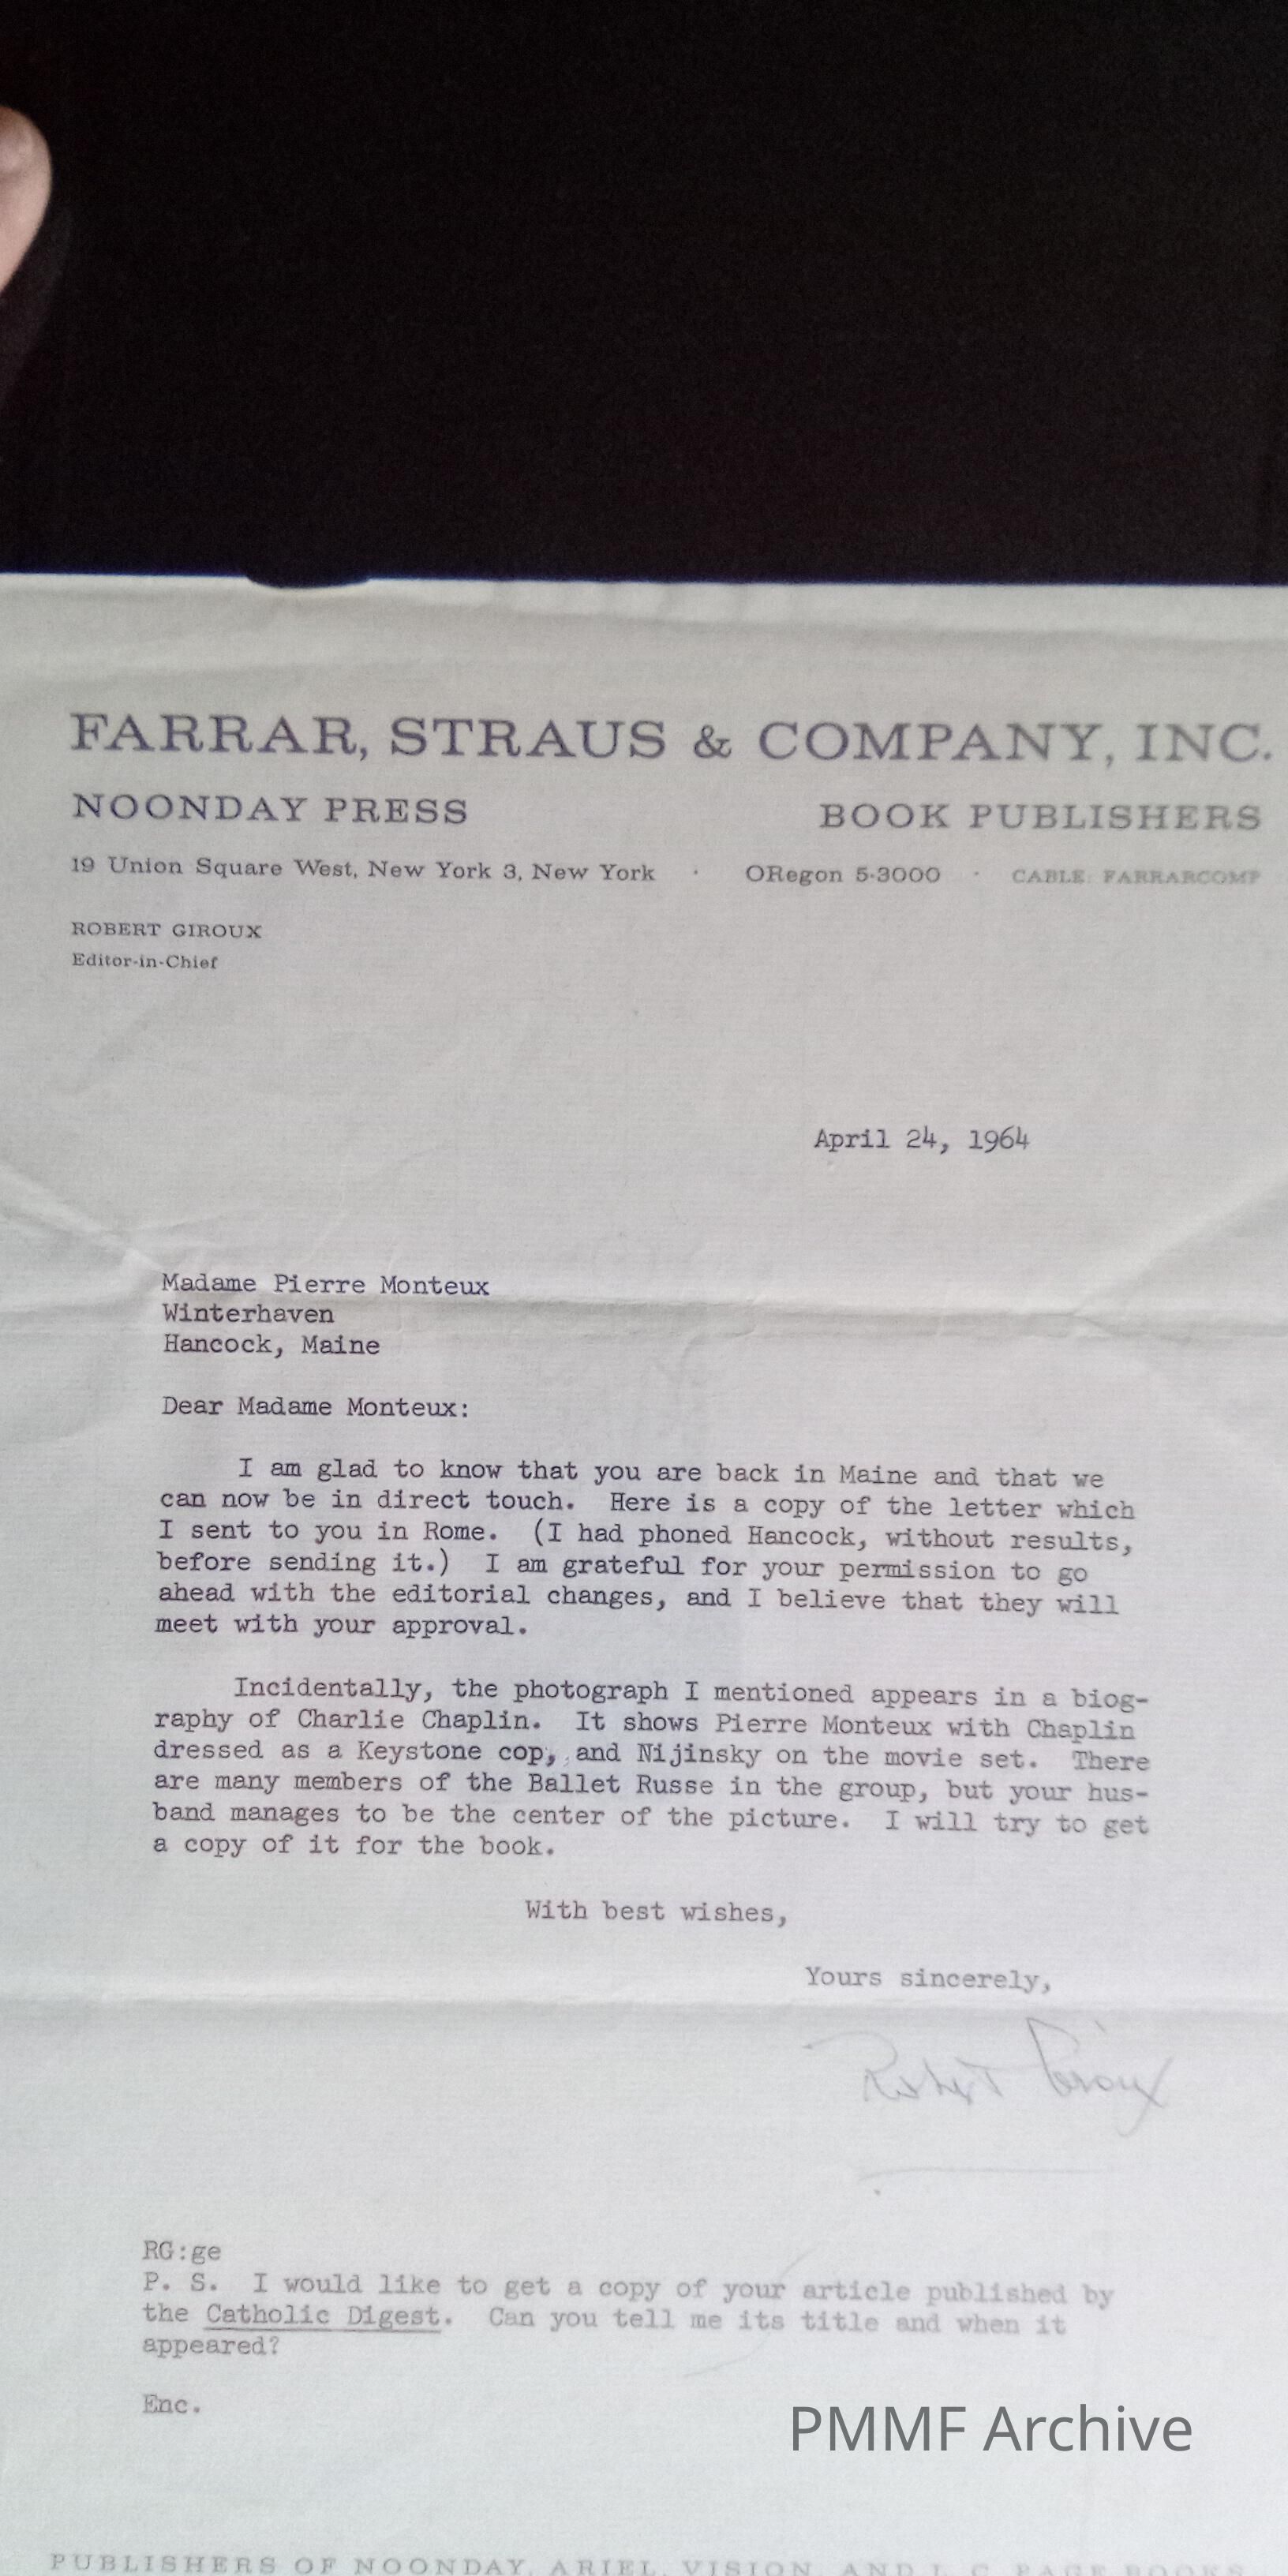 FARRAR, STRAUS & COMPANY, INC.
NOONDAY PRESS BOOK PUBLISHERS
19 Union Square West, New York 3, New York · ORegon 5-3000 · CABLE: FARRARCOMP
ROBERT GIROUX
Editor-in-Chief
April 24, 1964
Madame Pierre Monteux
Winterhaven
Hancock, Maine
Dear Madame Monteux:
I am glad to know that you are back in Maine and that we
can now be in direct touch. Here is a copy of the letter which
I sent to you in Rome. (I had phoned Hancock, without results,
before sending it.) I am grateful for your permission to go
ahead with the editorial changes, and I believe that they will
meet with your approval.
Incidentally, the photograph I mentioned appears in a biog-
raphy of Charlie Chaplin. It shows Pierre Monteux with Chaplin
dressed as a Keystone cop, and Nijinsky on the movie set. There
are many members of the Ballet Russe in the group, but your hus-
band manages to be the center of the picture. I will try to get
a copy of it for the book.
With best wishes,
Yours sincerely,
Robert Giroux
RG:ge
P. S. I would like to get a copy of your article published by
the Catholic Digest. Can you tell me its title and when it
appeared?
Enc.
PMMF Archive
PUBLISHERS OF NOONDAY, ARIEL, VISION, AND L. C. PAGE BOOKS